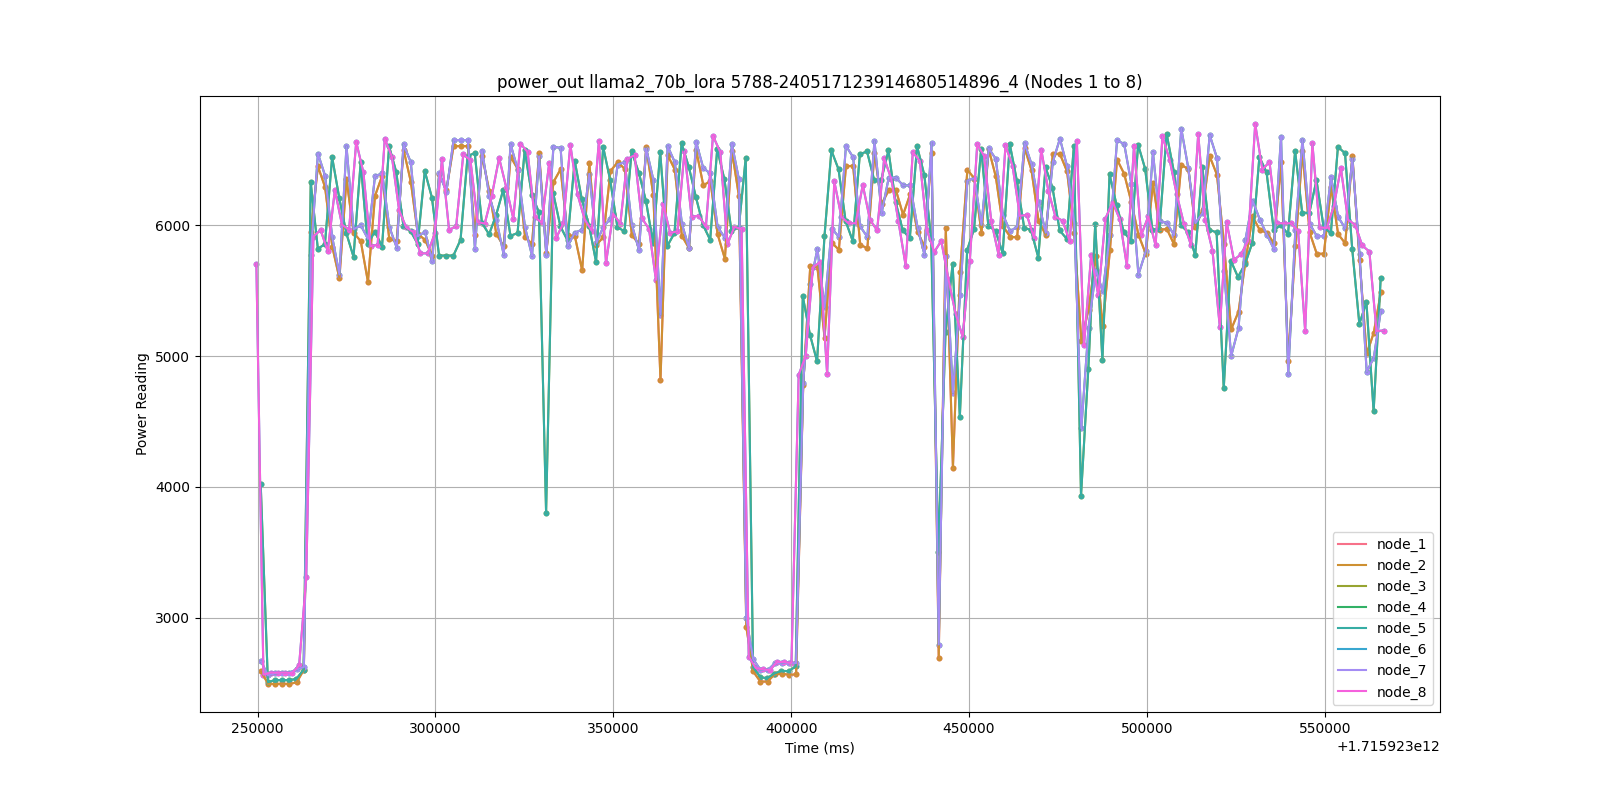 power_out llama2_70b_lora 5788-240517123914680514896_4 (Nodes 1 to 8)
Power Reading
6000
5000
4000
3000
node_1
node_2
node_3
node_4
node_5
node_6
node_7
node_8
250000 300000 350000 400000 450000 500000 550000
Time (ms)
+1.715923e12